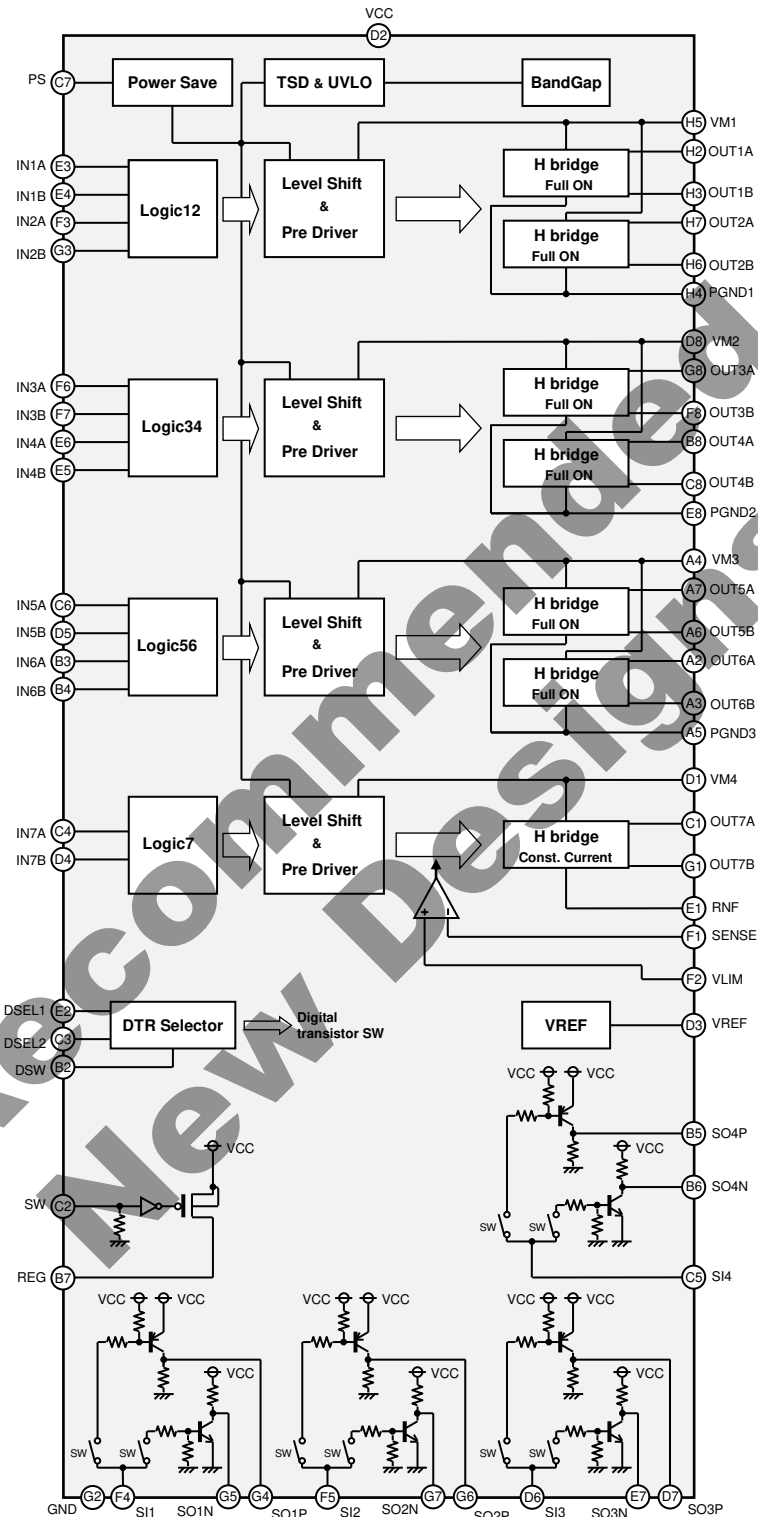 VCC
D2
PS C7 Power Save TSD & UVLO BandGap
H5 VM1
IN1A E3 H2 OUT1A
IN1B E4 H3 OUT1B
IN2A F3 H7 OUT2A
IN2B G3 H6 OUT2B
H4 PGND1
Logic12
Level Shift
&
Pre Driver
H bridge
Full ON
H bridge
Full ON
D8 VM2
IN3A F6 G8 OUT3A
IN3B F7 F8 OUT3B
IN4A E6 B8 OUT4A
IN4B E5 C8 OUT4B
E8 PGND2
Logic34
Level Shift
&
Pre Driver
H bridge
Full ON
H bridge
Full ON
A4 VM3
IN5A C6 A7 OUT5A
IN5B D5 A6 OUT5B
IN6A B3 A2 OUT6A
IN6B B4 A3 OUT6B
A5 PGND3
Logic56
Level Shift
&
Pre Driver
H bridge
Full ON
H bridge
Full ON
D1 VM4
IN7A C4 C1 OUT7A
IN7B D4 G1 OUT7B
E1 RNF
F1 SENSE
F2 VLIM
Logic7
Level Shift
&
Pre Driver
H bridge
Const. Current
+ −
DSEL1 E2
DSEL2 C3
DSW B2
DTR Selector
Digital
transistor SW
VREF D3 VREF
VCC VCC
B5 SO4P
VCC
B6 SO4N
SW SW
C5 SI4
VCC
SW C2
REG B7
VCC VCC VCC VCC VCC VCC
VCC VCC VCC
SW SW SW SW SW SW
G2 F4 G5 G4 F5 G7 G6 D6 E7 D7
GND SI1 SO1N SO1P SI2 SO2N SO2P SI3 SO3N SO3P
Recommended
New Designs